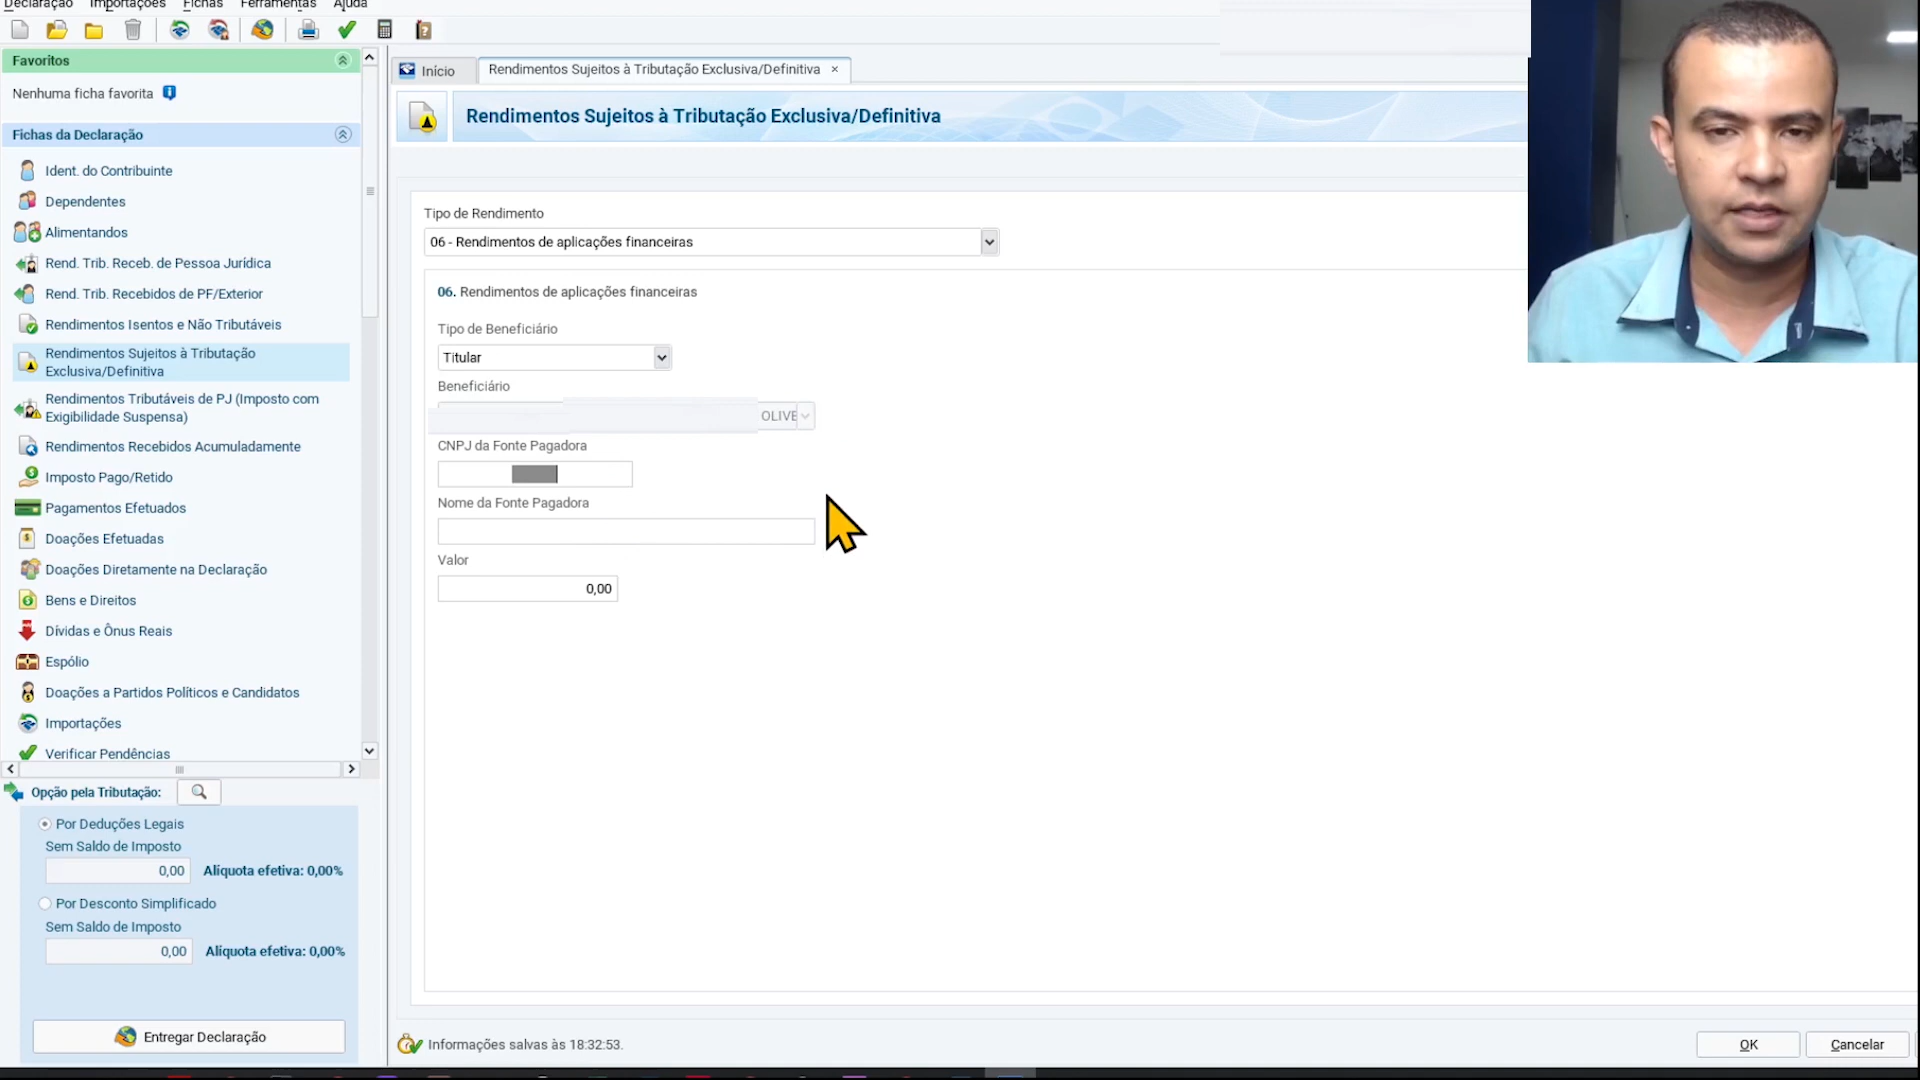 Declaração Importações Fichas Ferramentas Ajuda
Favoritos
Nenhuma ficha favorita
Fichas da Declaração
Ident. do Contribuinte
Dependentes
Alimentandos
Rend. Trib. Receb. de Pessoa Jurídica
Rend. Trib. Recebidos de PF/Exterior
Rendimentos Isentos e Não Tributáveis
Rendimentos Sujeitos à Tributação
Exclusiva/Definitiva
Rendimentos Tributáveis de PJ (Imposto com
Exigibilidade Suspensa)
Rendimentos Recebidos Acumuladamente
Imposto Pago/Retido
Pagamentos Efetuados
Doações Efetuadas
Doações Diretamente na Declaração
Bens e Direitos
Dívidas e Ônus Reais
Espólio
Doações a Partidos Políticos e Candidatos
Importações
Verificar Pendências
Opção pela Tributação:
Por Deduções Legais
Sem Saldo de Imposto
0,00 Alíquota efetiva: 0,00%
Por Desconto Simplificado
Sem Saldo de Imposto
0,00 Alíquota efetiva: 0,00%
Entregar Declaração
Início
Rendimentos Sujeitos à Tributação Exclusiva/Definitiva ×
Rendimentos Sujeitos à Tributação Exclusiva/Definitiva
Tipo de Rendimento
06 - Rendimentos de aplicações financeiras
06. Rendimentos de aplicações financeiras
Tipo de Beneficiário
Titular
Beneficiário
OLIVE
CNPJ da Fonte Pagadora
Nome da Fonte Pagadora
Valor
0,00
Informações salvas às 18:32:53.
OK
Cancelar